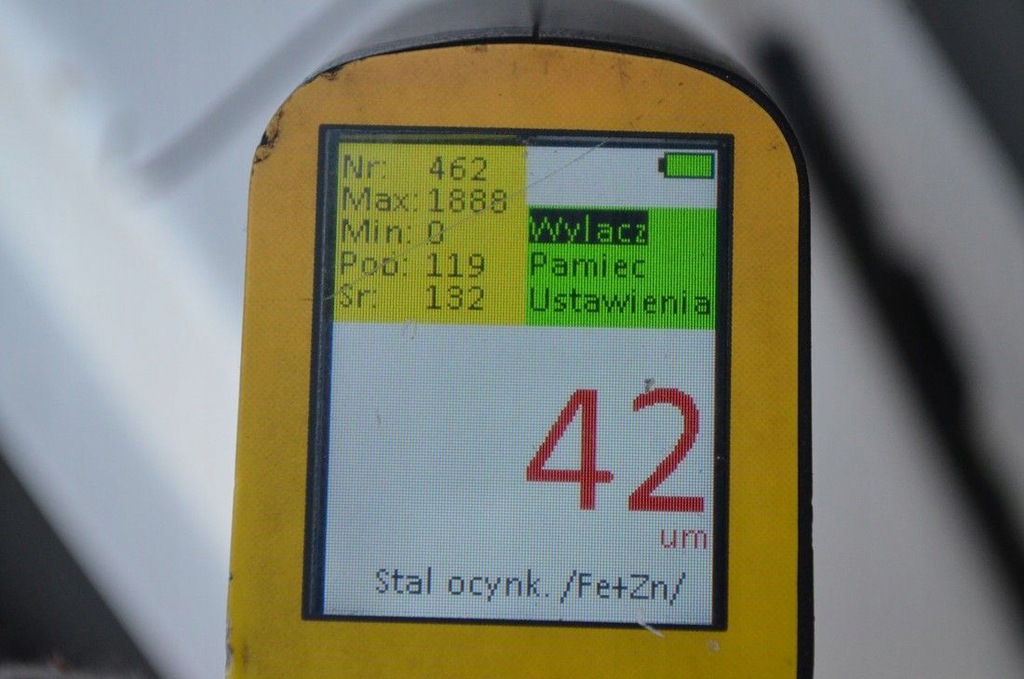 Nr: 462
Max: 1888
Min: 0
Pop: 119
Sr: 132
Wylacz
Pamiec
Ustawienia
42
um
Stal ocynk. /Fe+Zn/